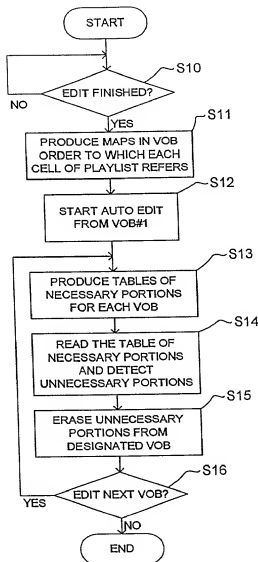 START
S10
EDIT FINISHED?
NO
YES
S11
PRODUCE MAPS IN VOB
ORDER TO WHICH EACH
CELL OF PLAYLIST REFERS
S12
START AUTO EDIT
FROM VOB#1
S13
PRODUCE TABLES OF
NECESSARY PORTIONS
FOR EACH VOB
S14
READ THE TABLE OF
NECESSARY PORTIONS
AND DETECT
UNNECESSARY PORTIONS
S15
ERASE UNNECESSARY
PORTIONS FROM
DESIGNATED VOB
S16
EDIT NEXT VOB?
YES
NO
END